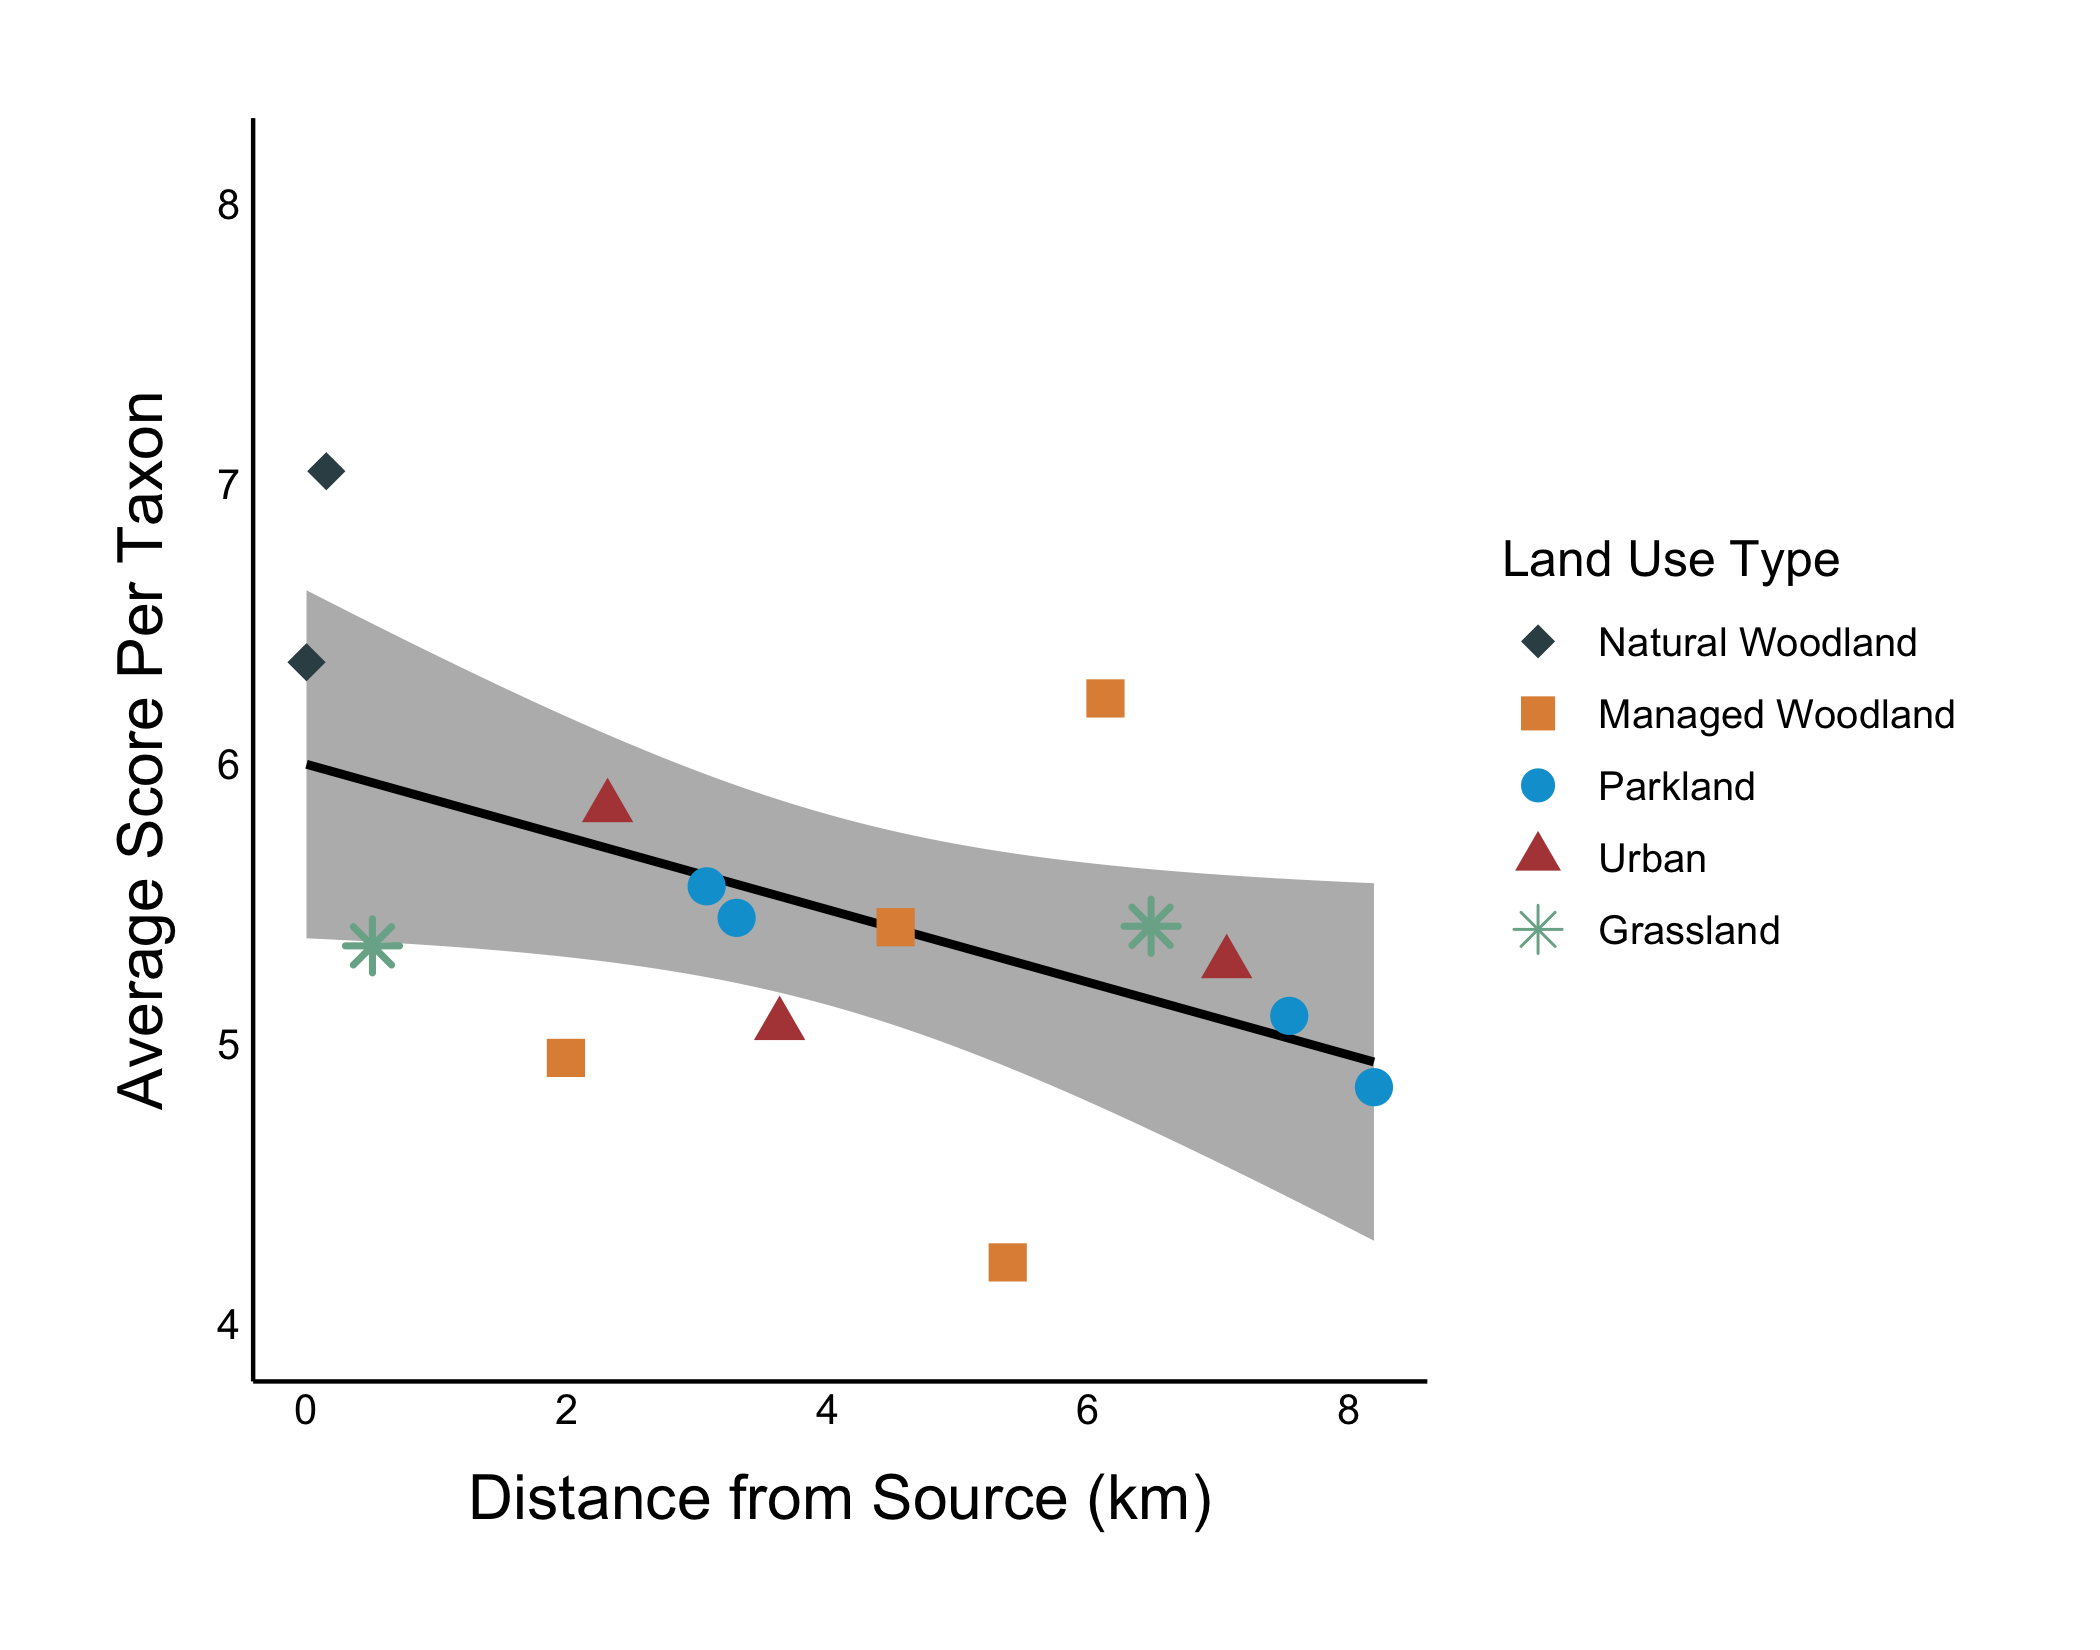 8
7
6
5
4
Average Score Per Taxon
0 2 4 6 8
Distance from Source (km)
Land Use Type
Natural Woodland
Managed Woodland
Parkland
Urban
Grassland